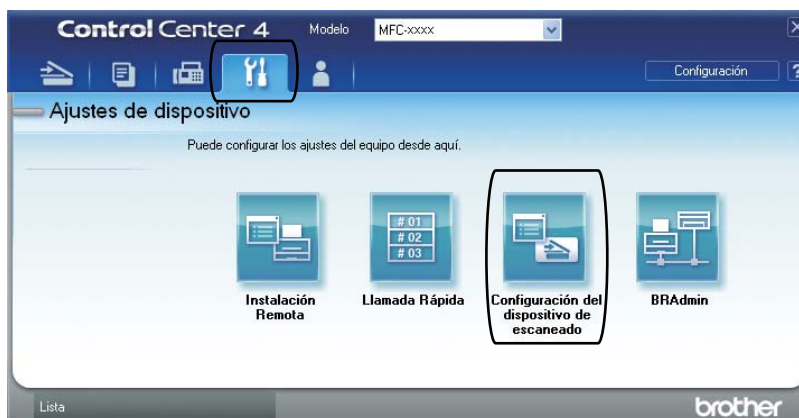 Control Center 4
Modelo
MFC-xxxx
Configuración
?
Ajustes de dispositivo
Puede configurar los ajustes del equipo desde aquí.
# 01
# 02
# 03
Instalación
Remota
Llamada Rápida
Configuración del
dispositivo de
escaneado
BRAdmin
Lista
brother